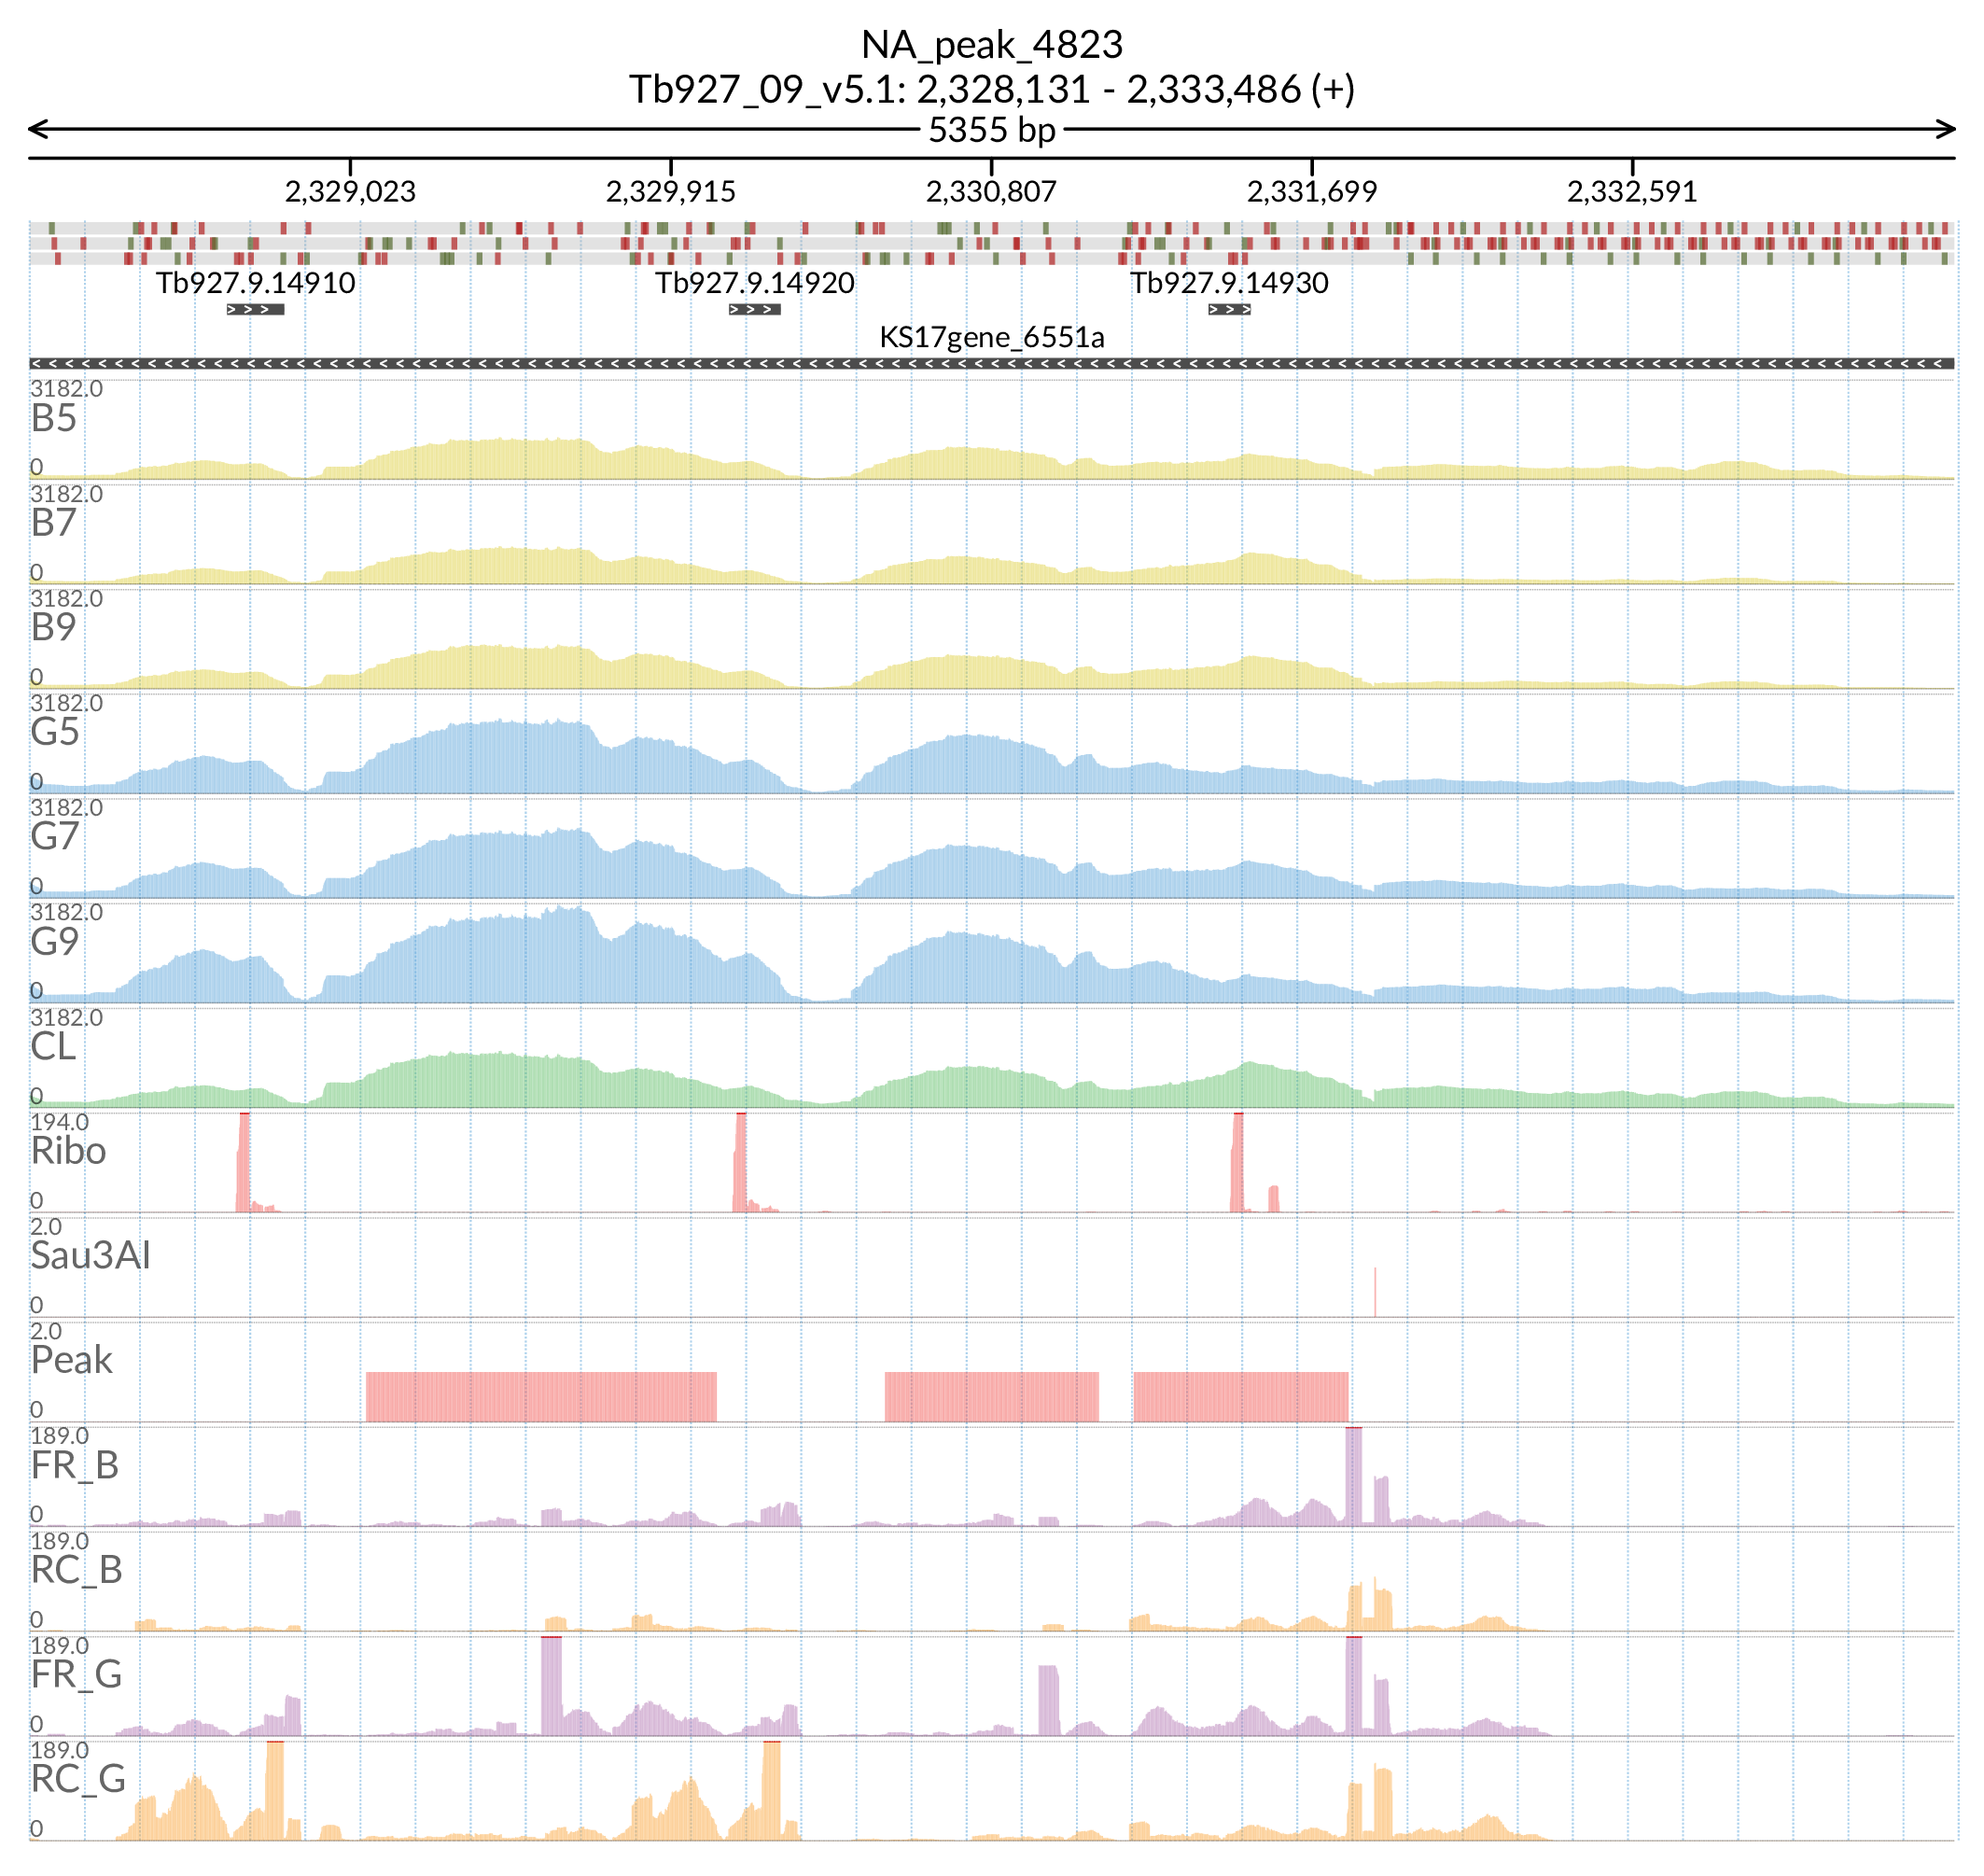 NA_peak_4823
Tb927_09_v5.1: 2,328,131 - 2,333,486 (+)
5355 bp
2,329,023 2,329,915 2,330,807 2,331,699 2,332,591
Tb927.9.14910 Tb927.9.14920 Tb927.9.14930
KS17gene_6551a
3182.0
B5
0
3182.0
B7
0
3182.0
B9
0
3182.0
G5
0
3182.0
G7
0
3182.0
G9
0
3182.0
CL
0
194.0
Ribo
0
2.0
Sau3AI
0
2.0
Peak
0
189.0
FR_B
0
189.0
RC_B
0
189.0
FR_G
0
189.0
RC_G
0